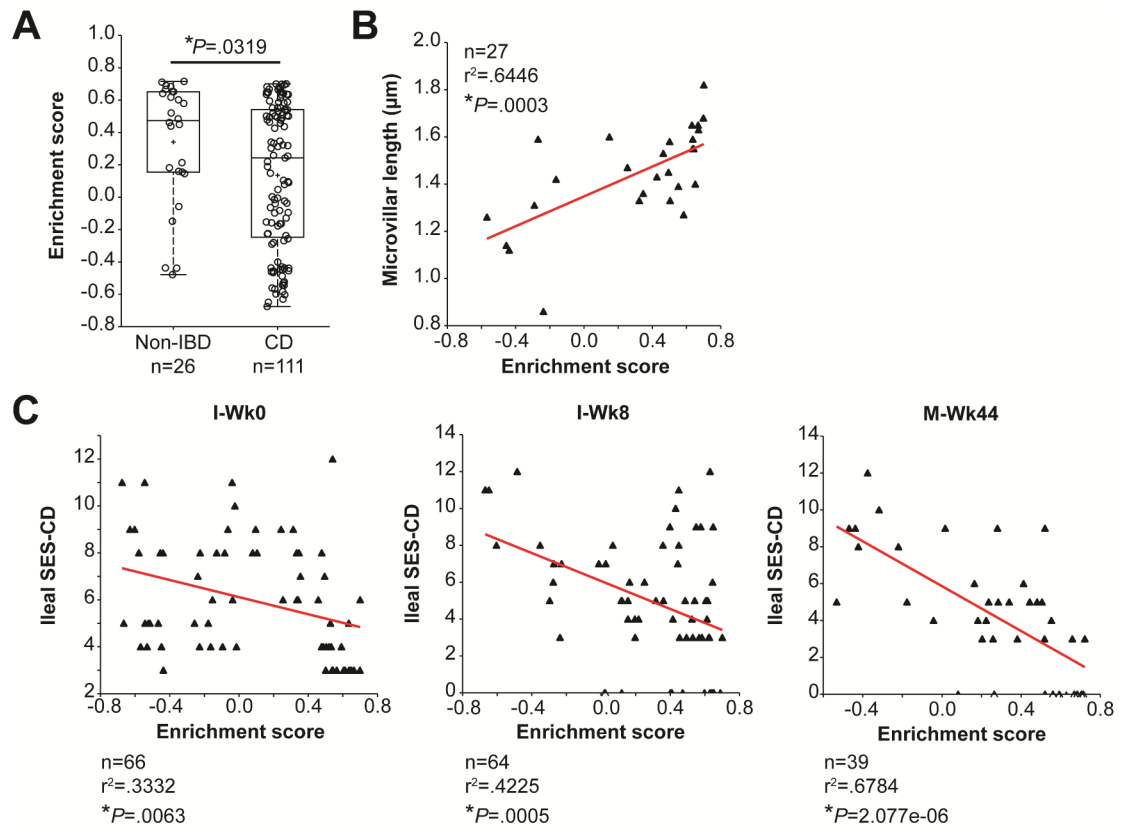 A
*P=.0319
Enrichment score
1.0
0.8
0.6
0.4
0.2
0.0
-0.2
-0.4
-0.6
-0.8
Non-IBD
n=26
CD
n=111
B
n=27
r²=.6446
*P=.0003
Microvillar length (µm)
2.0
1.8
1.6
1.4
1.2
1.0
0.8
-0.8 -0.4 0.0 0.4 0.8
Enrichment score
C
I-Wk0
Ileal SES-CD
12
10
8
6
4
2
-0.8 -0.4 0.0 0.4 0.8
Enrichment score
n=66
r²=.3332
*P=.0063
I-Wk8
Ileal SES-CD
14
12
10
8
6
4
2
0
-0.8 -0.4 0.0 0.4 0.8
Enrichment score
n=64
r²=.4225
*P=.0005
M-Wk44
Ileal SES-CD
14
12
10
8
6
4
2
0
-0.4 0.0 0.4 0.8
Enrichment score
n=39
r²=.6784
*P=2.077e-06